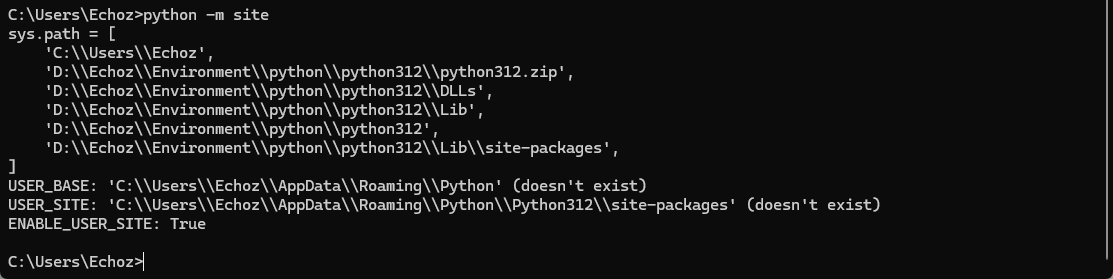 C:\Users\Echoz>python -m site
sys.path = [
    'C:\\Users\\Echoz',
    'D:\\Echoz\\Environment\\python\\python312\\python312.zip',
    'D:\\Echoz\\Environment\\python\\python312\\DLLs',
    'D:\\Echoz\\Environment\\python\\python312\\Lib',
    'D:\\Echoz\\Environment\\python\\python312',
    'D:\\Echoz\\Environment\\python\\python312\\Lib\\site-packages',
]
USER_BASE: 'C:\\Users\\Echoz\\AppData\\Roaming\\Python' (doesn't exist)
USER_SITE: 'C:\\Users\\Echoz\\AppData\\Roaming\\Python\\Python312\\site-packages' (doesn't exist)
ENABLE_USER_SITE: True
C:\Users\Echoz>